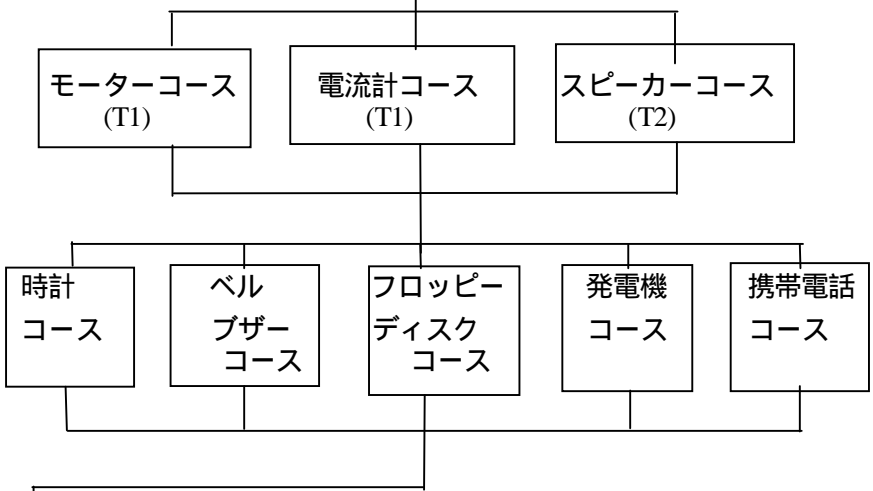 モーターコース
(T1)
電流計コース
(T1)
スピーカーコース
(T2)
時計
コース
ベル
ブザー
コース
フロッピー
ディスク
コース
発電機
コース
携帯電話
コース